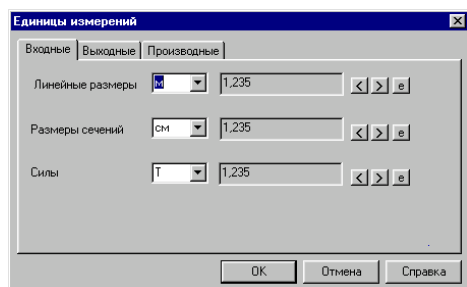 Единицы измерений
Входные Выходные Производные
Линейные размеры м 1,235 < > e
Размеры сечений см 1,235 < > e
Силы Т 1,235 < > e
OK Отмена Справка